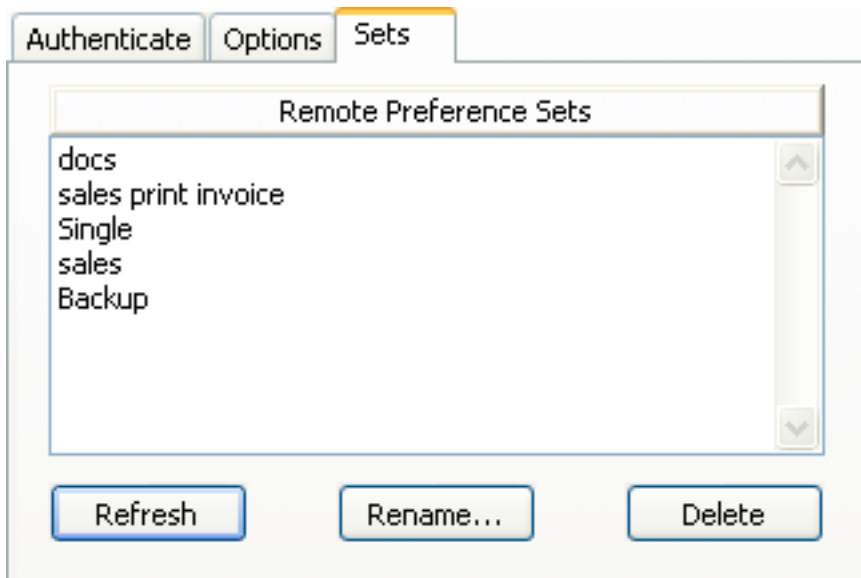 Authenticate Options Sets
Remote Preference Sets
docs
sales print invoice
Single
sales
Backup
Refresh Rename... Delete